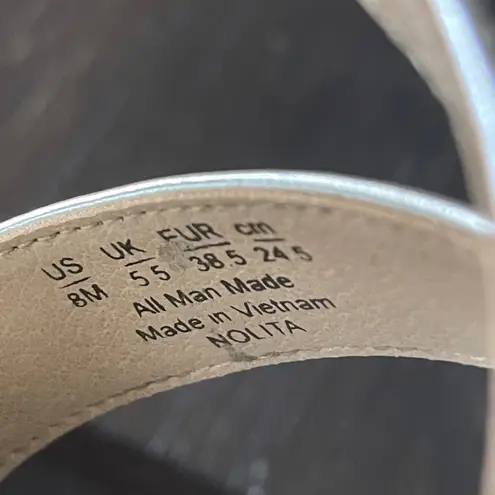 US UK EUR cm
8M 5 5 38.5 24 5
All Man Made
Made in Vietnam
NOLITA